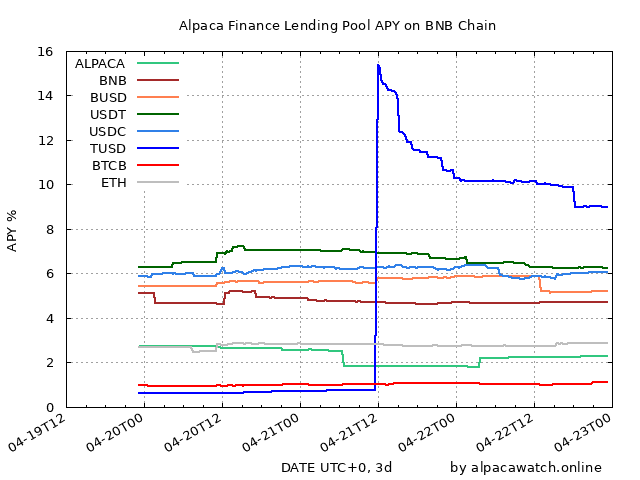 Alpaca Finance Lending Pool APY on BNB Chain
APY %
16
14
12
10
8
6
4
2
0
ALPACA
BNB
BUSD
USDT
USDC
TUSD
BTCB
ETH
04-19T12
04-20T00
04-20T12
04-21T00
04-21T12
04-22T00
04-22T12
04-23T00
DATE UTC+0, 3d
by alpacawatch.online